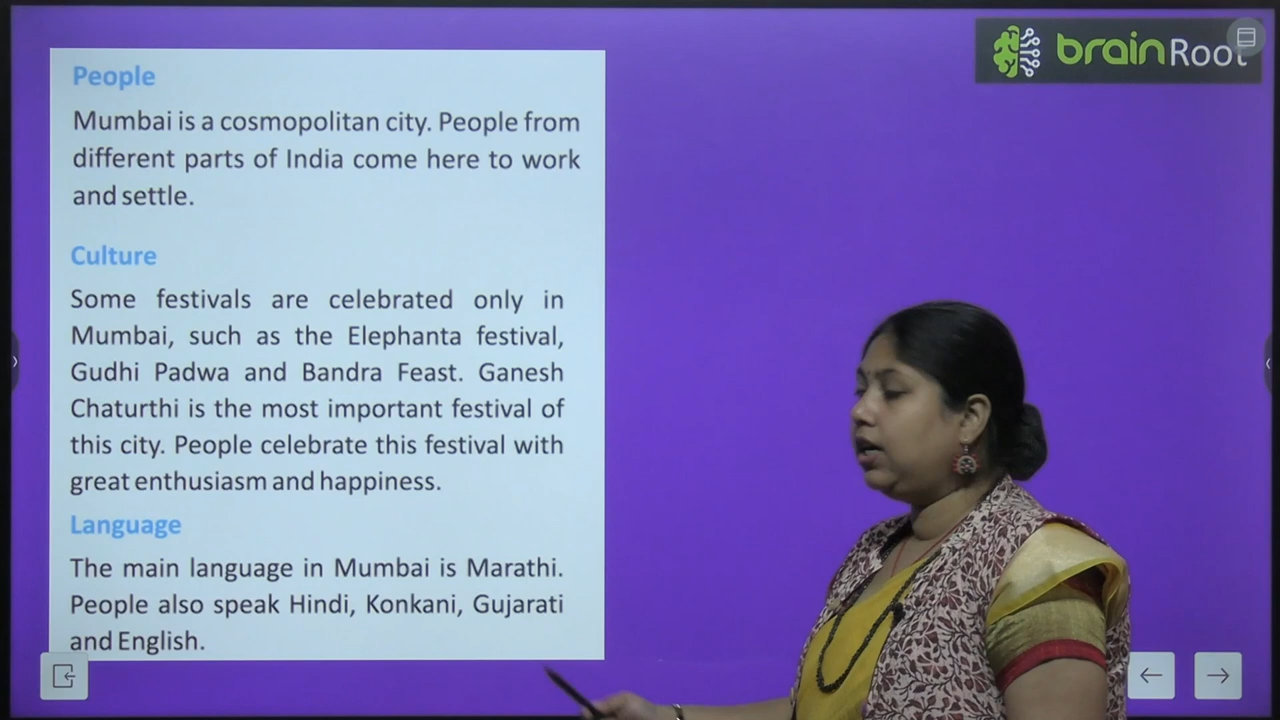 brainRoot
People
Mumbai is a cosmopolitan city. People from
different parts of India come here to work
and settle.
Culture
Some festivals are celebrated only in
Mumbai, such as the Elephanta festival,
Gudhi Padwa and Bandra Feast. Ganesh
Chaturthi is the most important festival of
this city. People celebrate this festival with
great enthusiasm and happiness.
Language
The main language in Mumbai is Marathi.
People also speak Hindi, Konkani, Gujarati
and English.